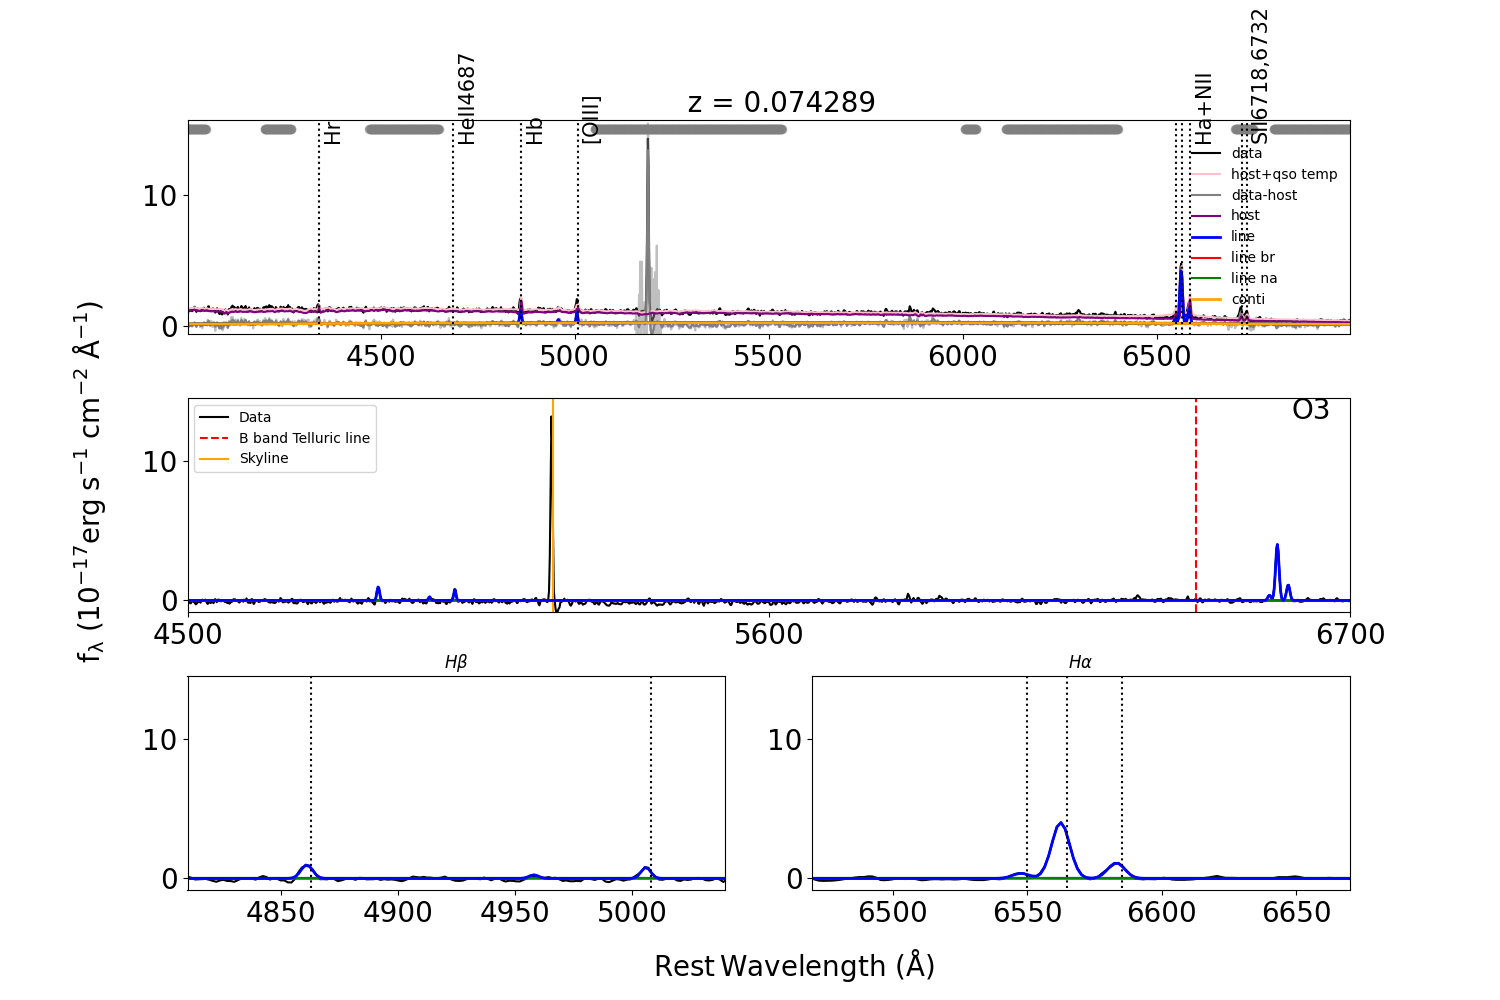 z = 0.074289
Hr
HeII4687
Hb
[OIII]
Ha+NII
SII6718,6732
data
host+qso temp
data-host
host
line
line br
line na
conti
10
0
4500 5000 5500 6000 6500
f_λ (10⁻¹⁷erg s⁻¹ cm⁻² Å⁻¹)
O3
Data
B band Telluric line
Skyline
10
0
4500 5600 6700
Hβ
10
0
4850 4900 4950 5000
Hα
10
0
6500 6550 6600 6650
Rest Wavelength (Å)